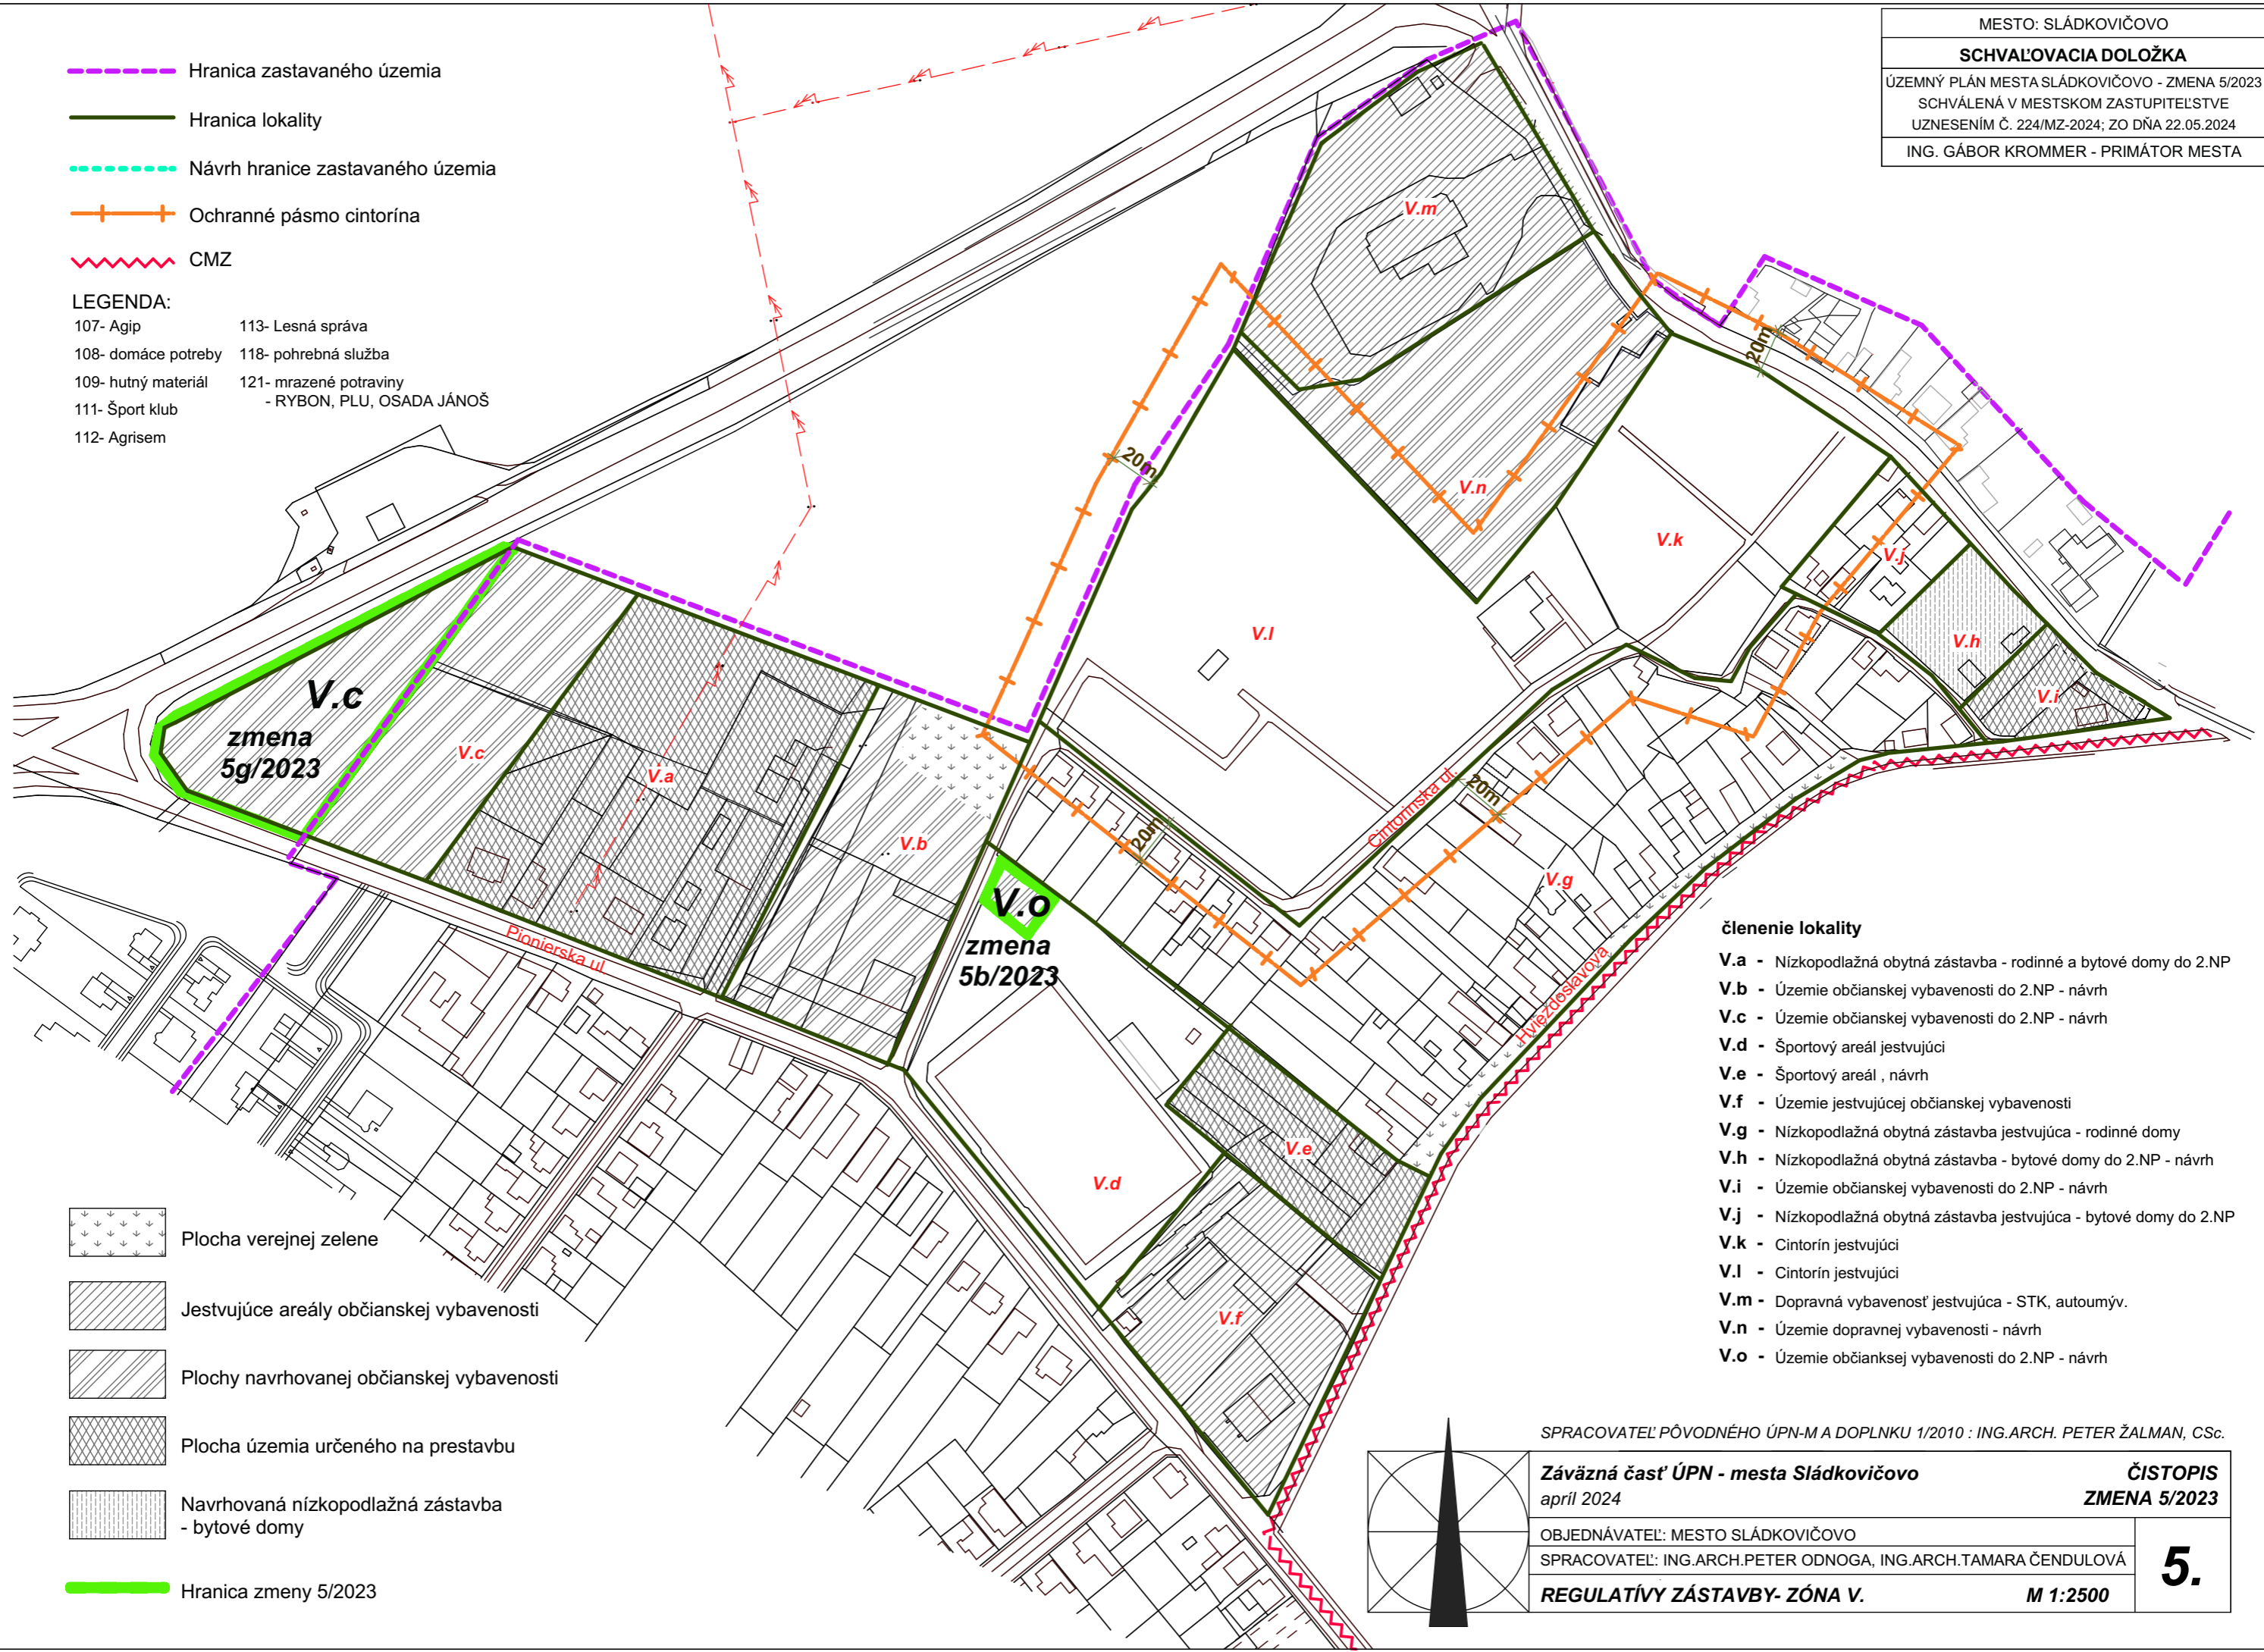 MESTO: SLÁDKOVIČOVO
SCHVAĽOVACIA DOLOŽKA
ÚZEMNÝ PLÁN MESTA SLÁDKOVIČOVO - ZMENA 5/2023
SCHVÁLENÁ V MESTSKOM ZASTUPITEĽSTVE
UZNESENÍM Č. 224/MZ-2024; ZO DŇA 22.05.2024
ING. GÁBOR KROMMER - PRIMÁTOR MESTA
Hranica zastavaného územia
Hranica lokality
Návrh hranice zastavaného územia
Ochranné pásmo cintorína
CMZ
LEGENDA:
107- Agip
108- domáce potreby
109- hutný materiál
111- Šport klub
112- Agrisem
113- Lesná správa
118- pohrebná služba
121- mrazené potraviny
- RYBON, PLU, OSADA JÁNOŠ
V.m
20m
20m
V.n
V.k
V.j
V.l
V.h
V.i
V.c
zmena
5g/2023
V.c
V.a
V.b
Cintorínska ul.
20m
20m
V.g
V.o
zmena
5b/2023
Pionierska ul
Hviezdoslavova
V.e
V.d
V.f
členenie lokality
V.a - Nízkopodlažná obytná zástavba - rodinné a bytové domy do 2.NP
V.b - Územie občianskej vybavenosti do 2.NP - návrh
V.c - Územie občianskej vybavenosti do 2.NP - návrh
V.d - Športový areál jestvujúci
V.e - Športový areál , návrh
V.f - Územie jestvujúcej občianskej vybavenosti
V.g - Nízkopodlažná obytná zástavba jestvujúca - rodinné domy
V.h - Nízkopodlažná obytná zástavba - bytové domy do 2.NP - návrh
V.i - Územie občianskej vybavenosti do 2.NP - návrh
V.j - Nízkopodlažná obytná zástavba jestvujúca - bytové domy do 2.NP
V.k - Cintorín jestvujúci
V.l - Cintorín jestvujúci
V.m - Dopravná vybavenosť jestvujúca - STK, autoumýv.
V.n - Územie dopravnej vybavenosti - návrh
V.o - Územie občianksej vybavenosti do 2.NP - návrh
Plocha verejnej zelene
Jestvujúce areály občianskej vybavenosti
Plochy navrhovanej občianskej vybavenosti
Plocha územia určeného na prestavbu
Navrhovaná nízkopodlažná zástavba
- bytové domy
Hranica zmeny 5/2023
SPRACOVATEĽ PÔVODNÉHO ÚPN-M A DOPLNKU 1/2010 : ING.ARCH. PETER ŽALMAN, CSc.
Záväzná časť ÚPN - mesta Sládkovičovo ČISTOPIS
apríl 2024 ZMENA 5/2023
OBJEDNÁVATEĽ: MESTO SLÁDKOVIČOVO
SPRACOVATEĽ: ING.ARCH.PETER ODNOGA, ING.ARCH.TAMARA ČENDULOVÁ
REGULATÍVY ZÁSTAVBY- ZÓNA V. M 1:2500
5.